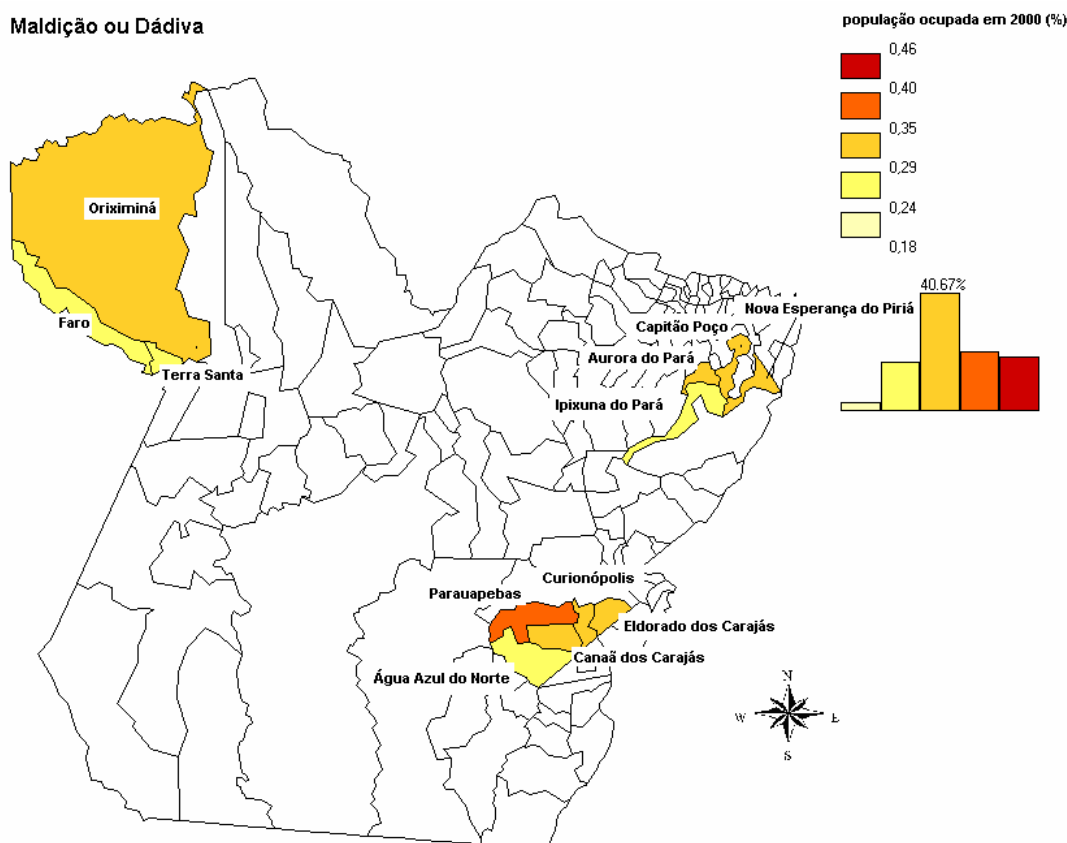 Maldição ou Dádiva
população ocupada em 2000 (%)
0,46
0,40
0,35
0,29
0,24
0,18
40.67%
Oriximiná
Faro
Terra Santa
Nova Esperança do Piriá
Capitão Poço
Aurora do Pará
Ipixuna do Pará
Curionópolis
Parauapebas
Eldorado dos Carajás
Canaã dos Carajás
Água Azul do Norte
N
W
E
S